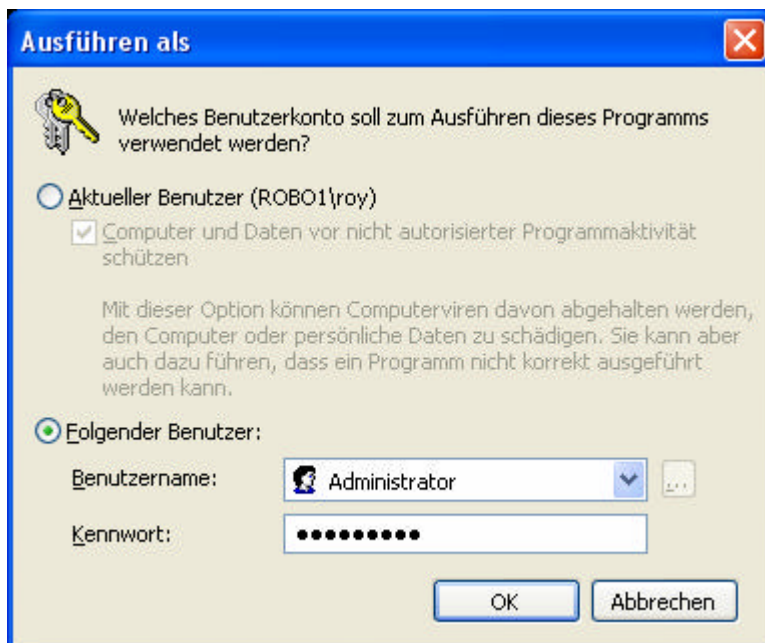 Ausführen als
Welches Benutzerkonto soll zum Ausführen dieses Programms
verwendet werden?
Aktueller Benutzer (ROBO1\roy)
Computer und Daten vor nicht autorisierter Programmaktivität
schützen
Mit dieser Option können Computerviren davon abgehalten werden,
den Computer oder persönliche Daten zu schädigen. Sie kann aber
auch dazu führen, dass ein Programm nicht korrekt ausgeführt
werden kann.
Folgender Benutzer:
Benutzername: Administrator ...
Kennwort: •••••••••
OK Abbrechen